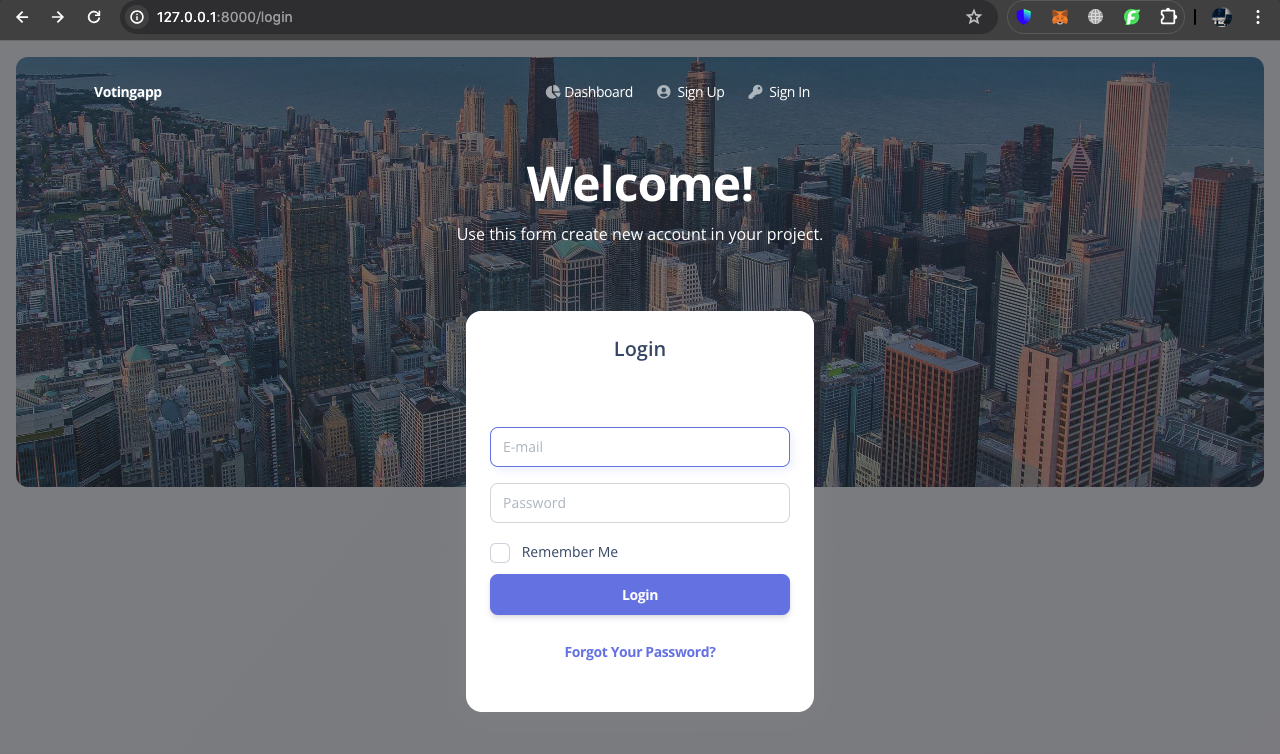 127.0.0.1:8000/login
Votingapp
Dashboard
Sign Up
Sign In
Welcome!
Use this form create new account in your project.
CHASE
Login
E-mail
Password
Remember Me
Login
Forgot Your Password?